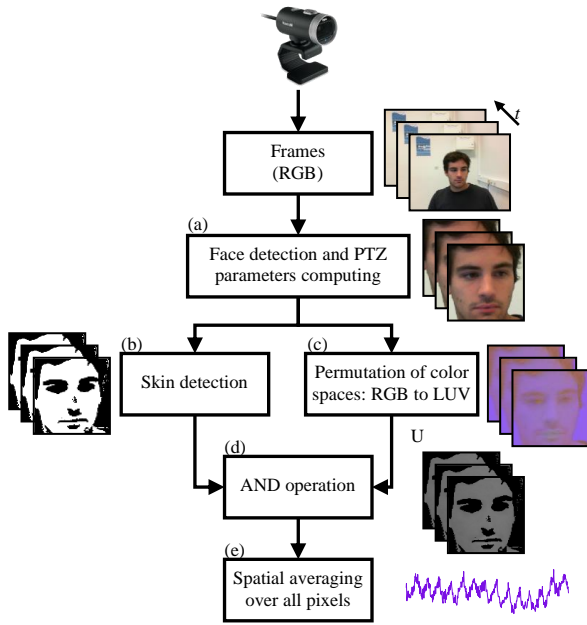 t
Frames
(RGB)
(a)
Face detection and PTZ
parameters computing
(b)
Skin detection
(c)
Permutation of color
spaces: RGB to LUV
U
(d)
AND operation
(e)
Spatial averaging
over all pixels